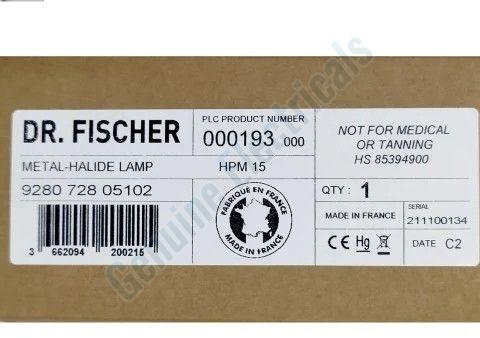 DR. FISCHER
METAL-HALIDE LAMP
9280 728 05102
3 662094 200215
PLC PRODUCT NUMBER
000193 000
HPM 15
FABRIQUÉ EN FRANCE
MADE IN FRANCE
NOT FOR MEDICAL
OR TANNING
HS 85394900
QTY : 1
MADE IN FRANCE
SERIAL
211100134
CE Hg
DATE C2
Genuine Electricals